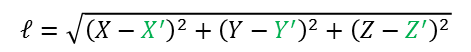 ℓ = √(X − X′)² + (Y − Y′)² + (Z − Z′)²